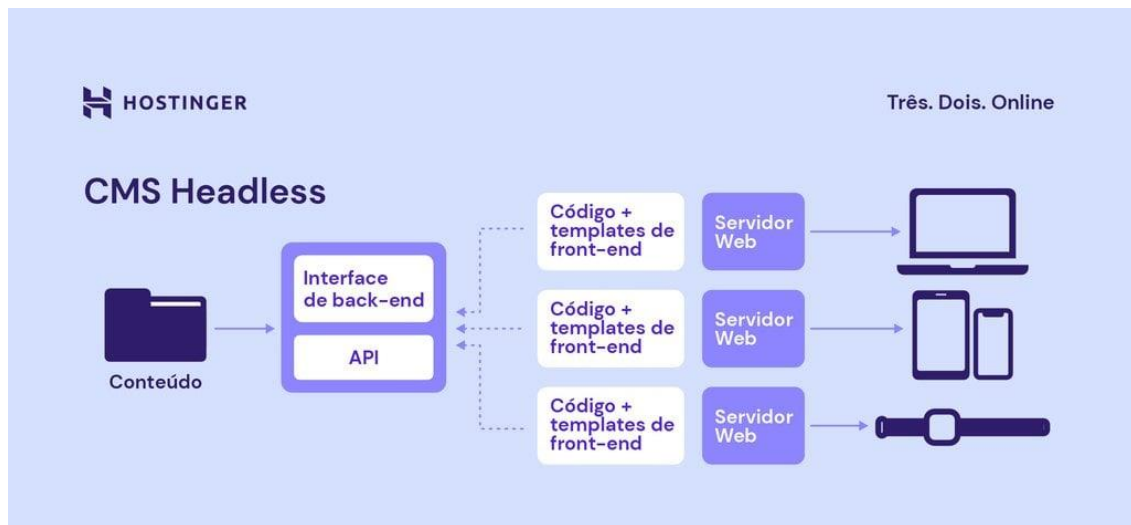 HOSTINGER
Três. Dois. Online
CMS Headless
Conteúdo
Interface
de back-end
API
Código +
templates de
front-end
Servidor
Web
Código +
templates de
front-end
Servidor
Web
Código +
templates de
front-end
Servidor
Web